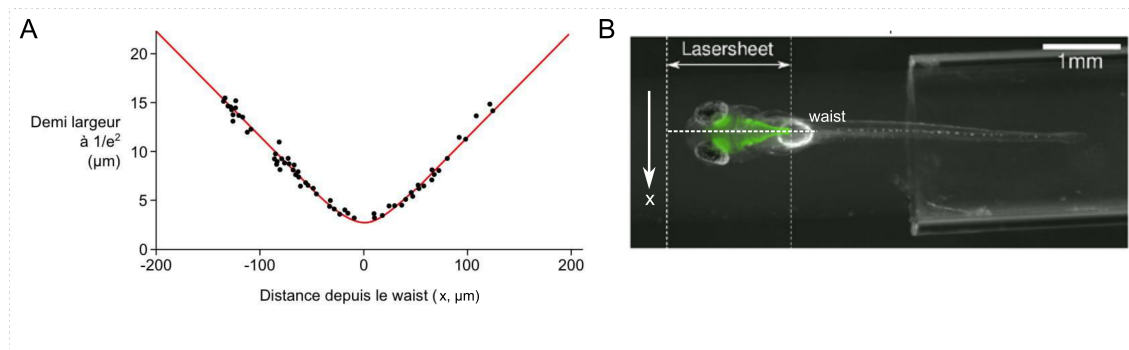 A
B
20
15
10
5
0
Demi largeur
à 1/e²
(μm)
-200
-100
0
100
200
Distance depuis le waist (x, μm)
Lasersheet
1mm
waist
x